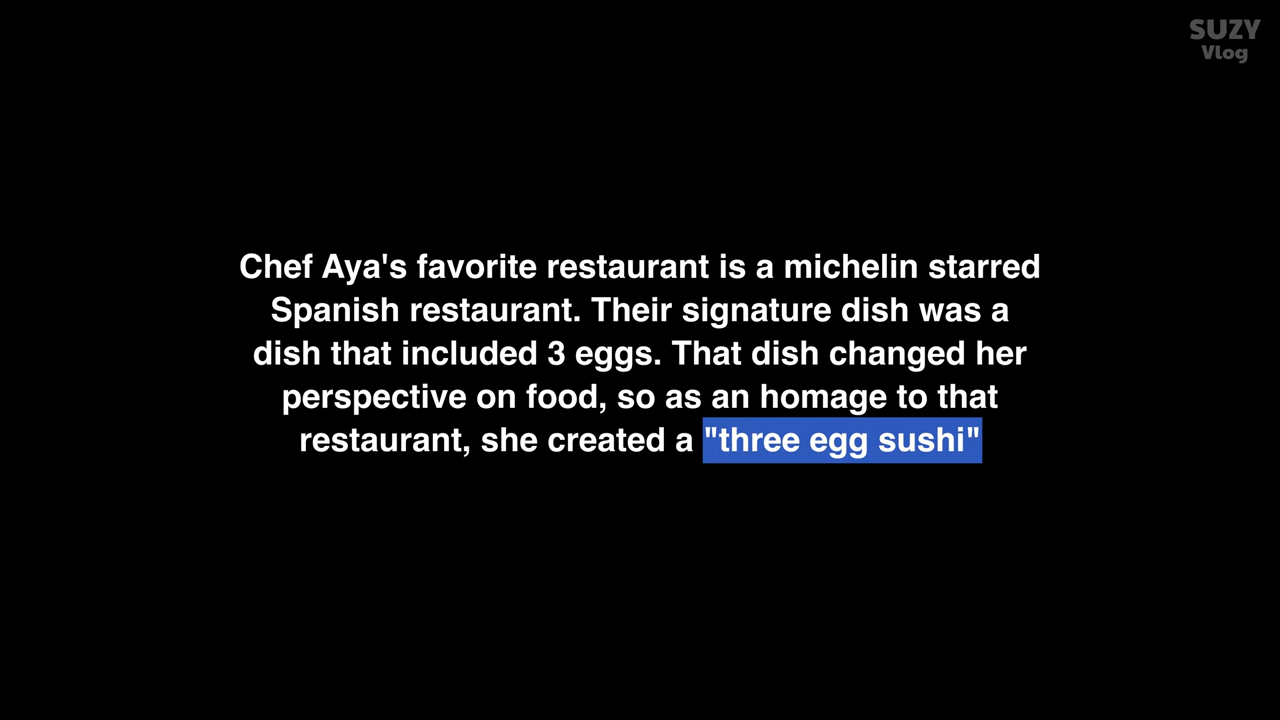 SUZY
Vlog
Chef Aya's favorite restaurant is a michelin starred
Spanish restaurant. Their signature dish was a
dish that included 3 eggs. That dish changed her
perspective on food, so as an homage to that
restaurant, she created a "three egg sushi"